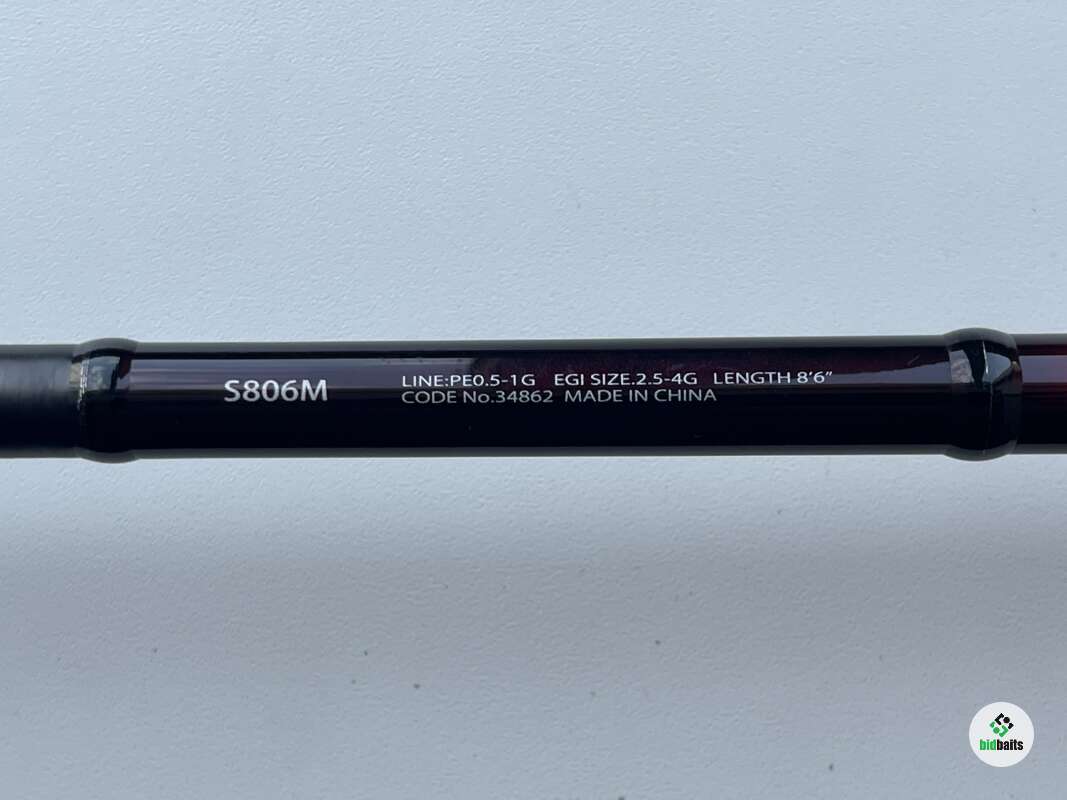 S806M
LINE:PE0.5-1G EGI SIZE.2.5-4G LENGTH 8'6"
CODE No.34862 MADE IN CHINA
bidbaits